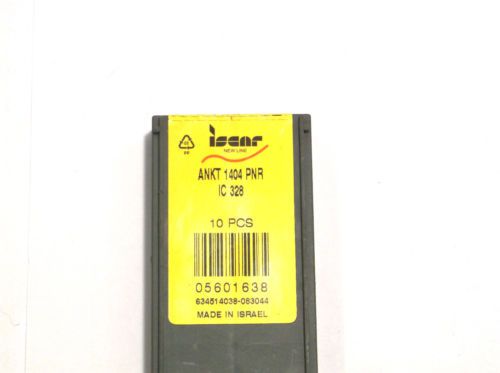 iscar
NEW LINE
ANKT 1404 PNR
IC 328
10 PCS
05601638
634514038-083044
MADE IN ISRAEL